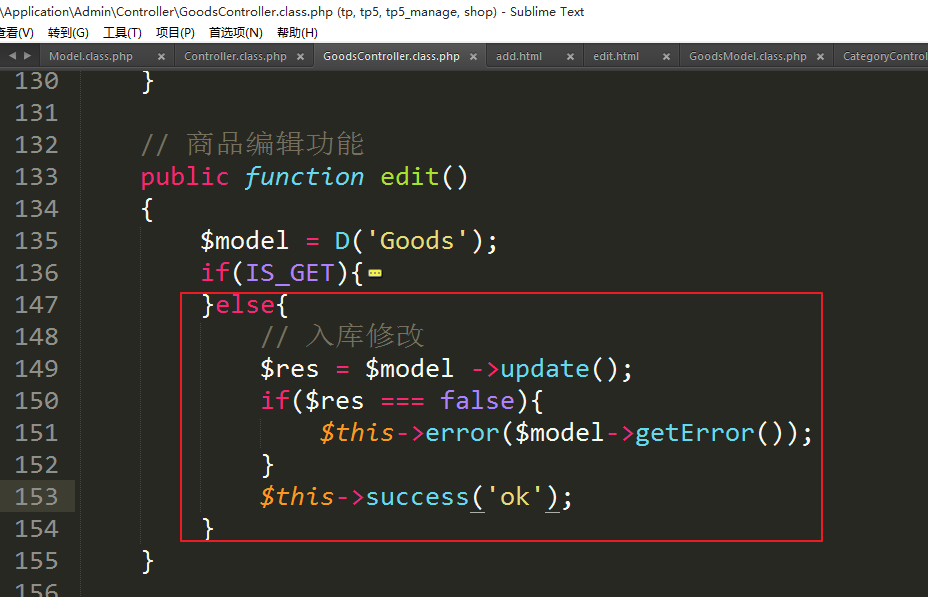 \Application\Admin\Controller\GoodsController.class.php (tp, tp5, tp5_manage, shop) - Sublime Text
查看(V) 转到(G) 工具(T) 项目(P) 首选项(N) 帮助(H)
Model.class.php × Controller.class.php × GoodsController.class.php × add.html × edit.html × GoodsModel.class.php × CategoryControl
130 }
131
132 // 商品编辑功能
133 public function edit()
134 {
135 $model = D('Goods');
136 if(IS_GET){
147 }else{
148 // 入库修改
149 $res = $model ->update();
150 if($res === false){
151 $this->error($model->getError());
152 }
153 $this->success('ok');
154 }
155 }
156